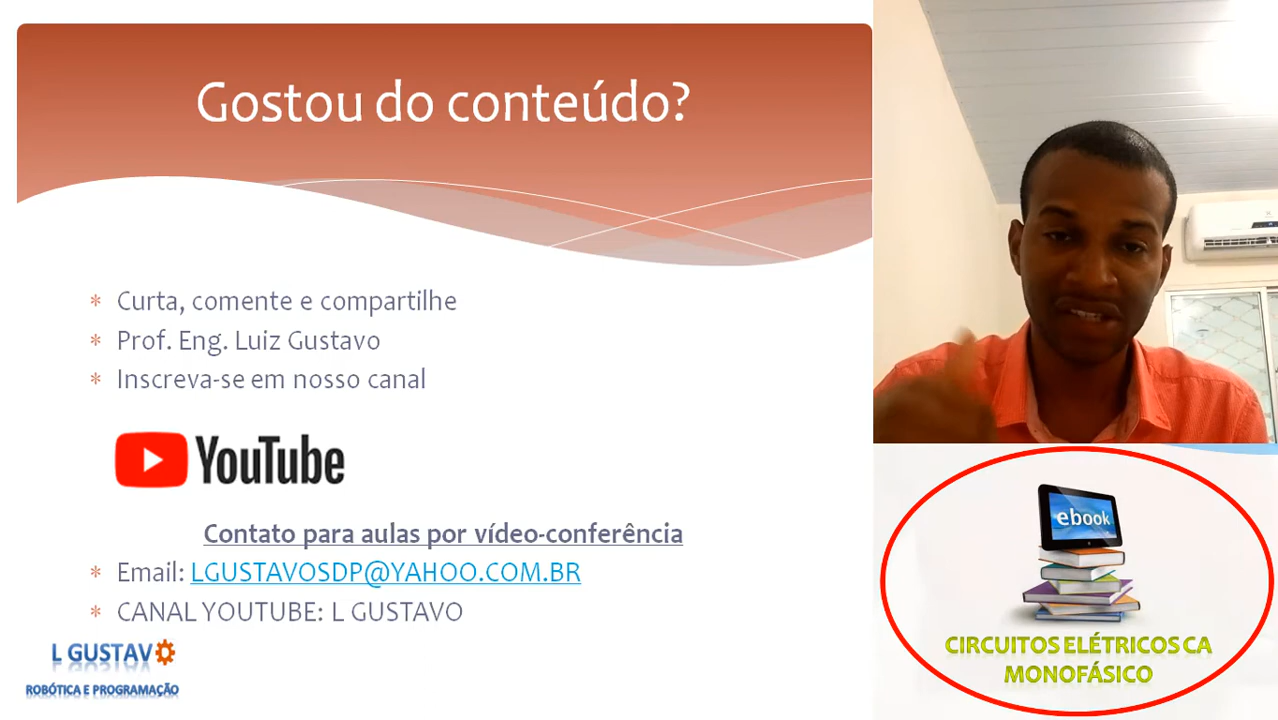 Gostou do conteúdo?
Curta, comente e compartilhe
Prof. Eng. Luiz Gustavo
Inscreva-se em nosso canal
YouTube
Contato para aulas por vídeo-conferência
Email: LGUSTAVOSDP@YAHOO.COM.BR
CANAL YOUTUBE: L GUSTAVO
L GUSTAVO
ROBÓTICA E PROGRAMAÇÃO
ebook
CIRCUITOS ELÉTRICOS CA
MONOFÁSICO